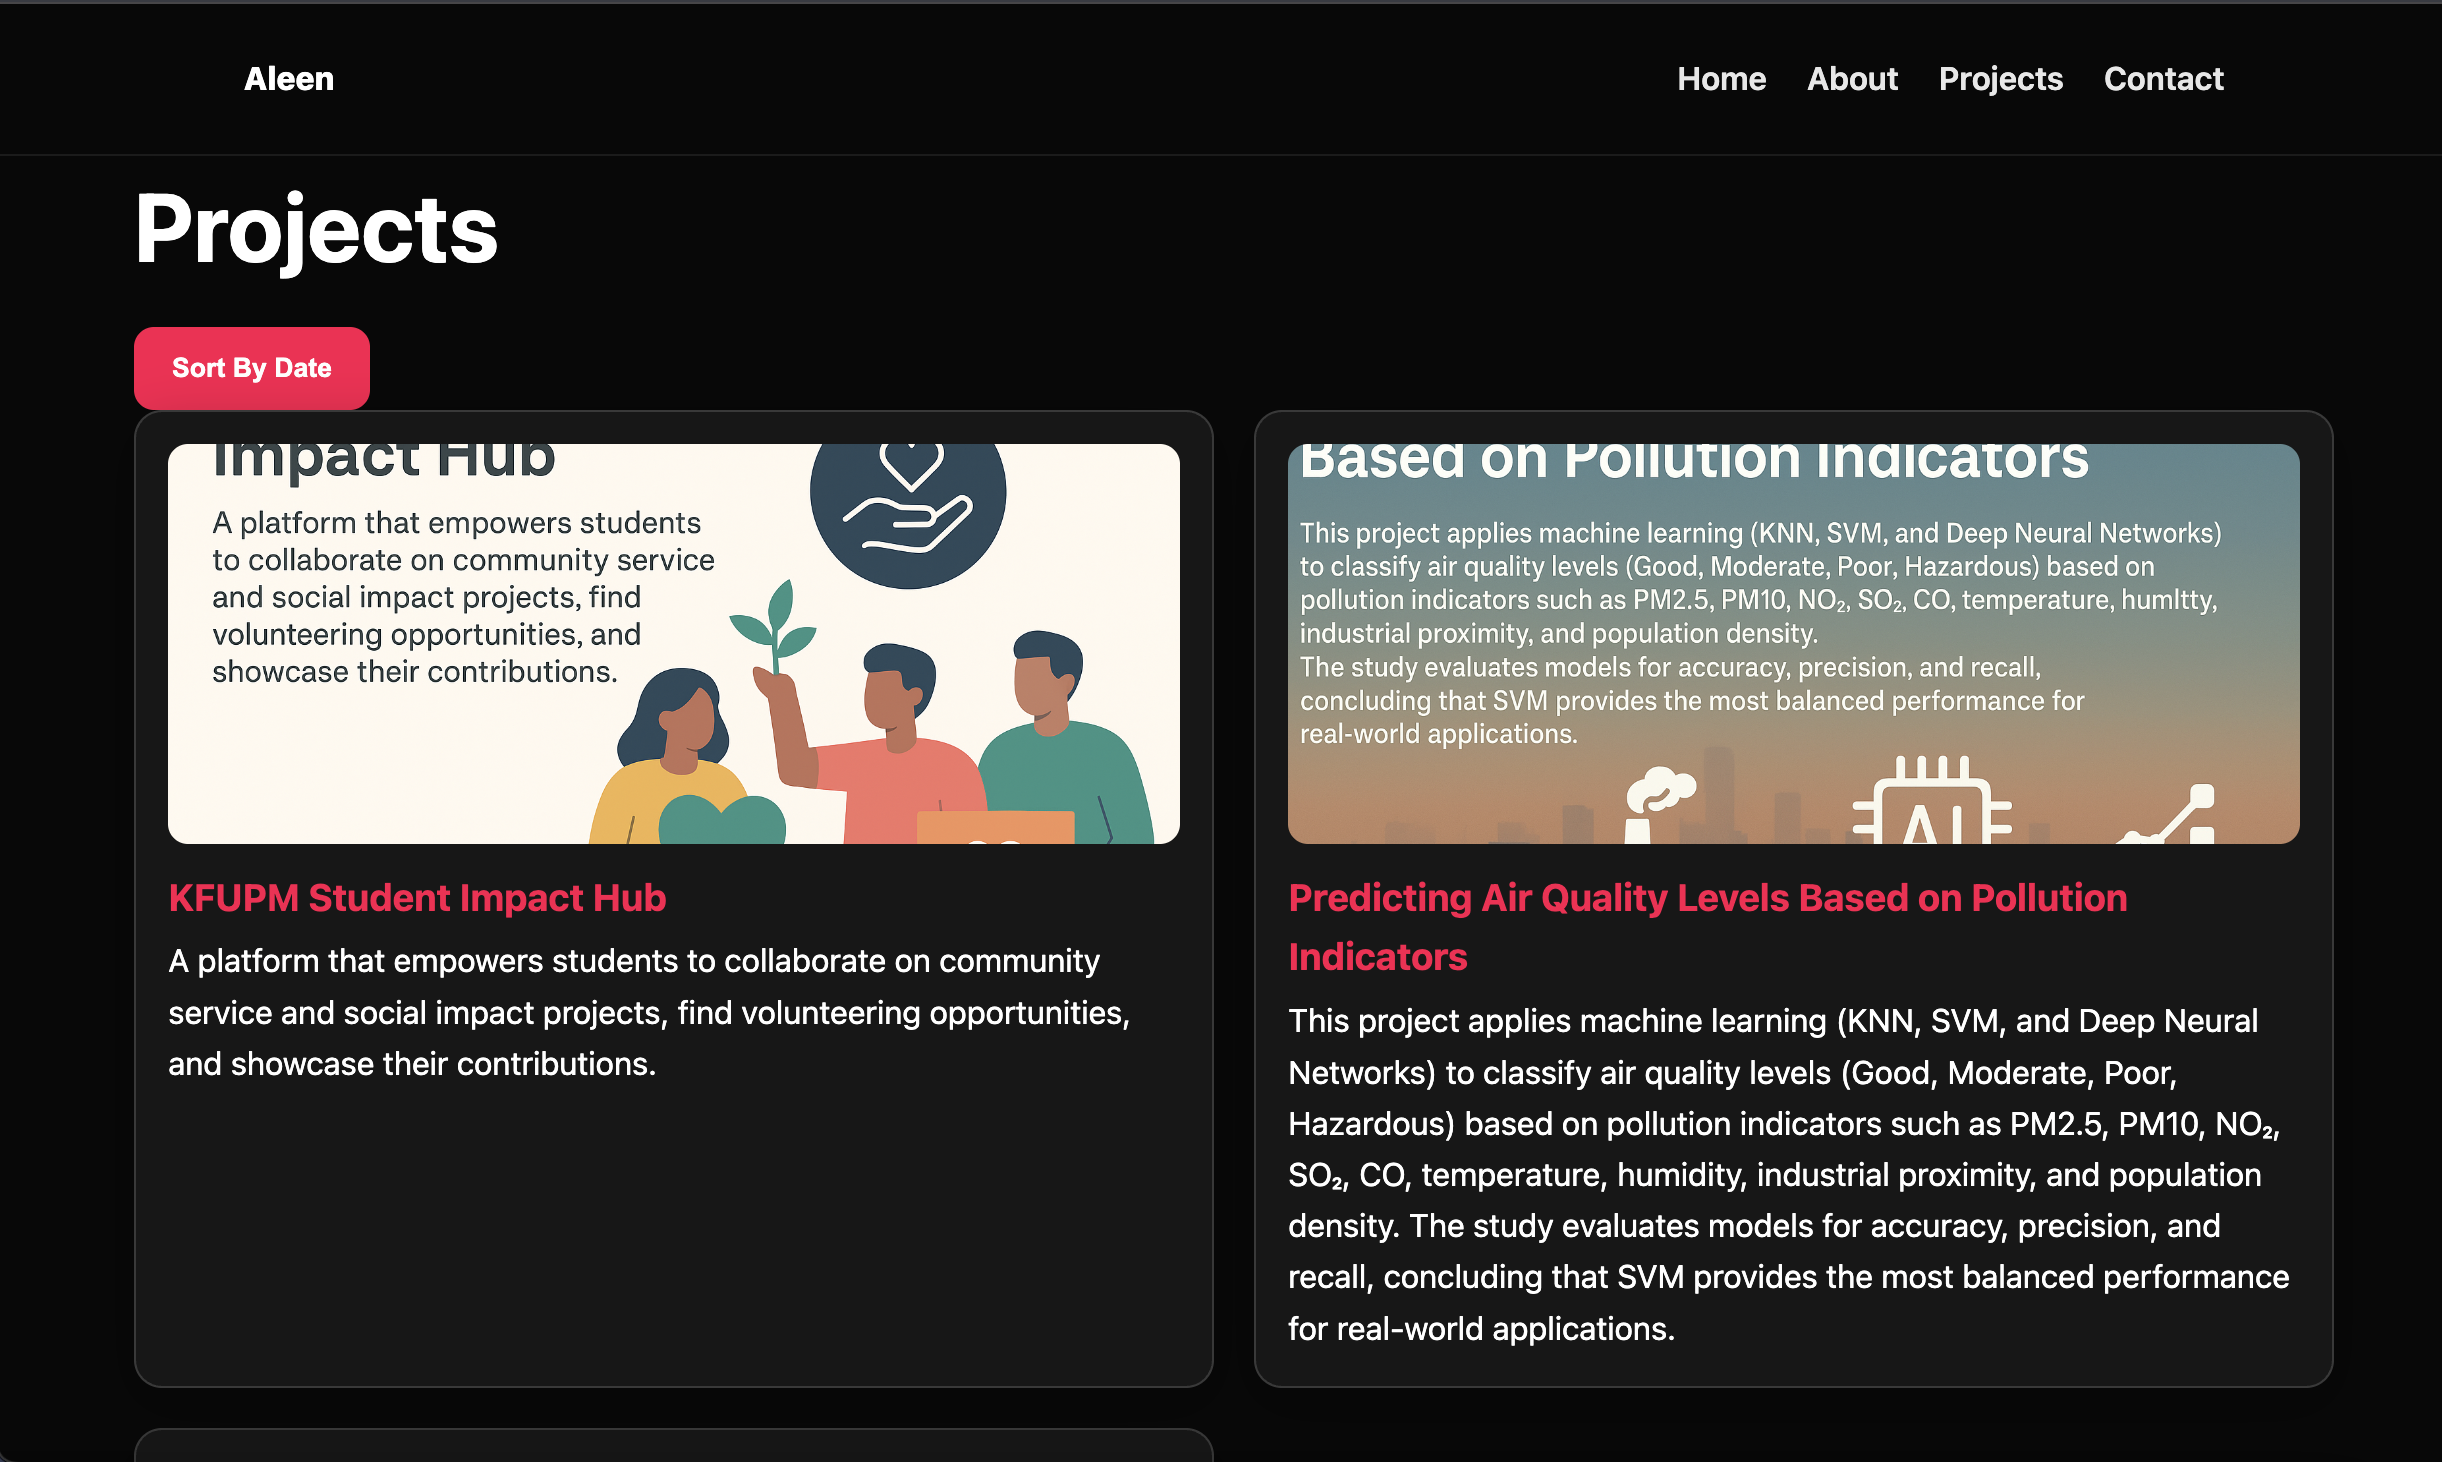 Aleen
Home About Projects Contact
Projects
Sort By Date
Impact Hub
A platform that empowers students
to collaborate on community service
and social impact projects, find
volunteering opportunities, and
showcase their contributions.
KFUPM Student Impact Hub
A platform that empowers students to collaborate on community
service and social impact projects, find volunteering opportunities,
and showcase their contributions.
Based on Pollution Indicators
This project applies machine learning (KNN, SVM, and Deep Neural Networks)
to classify air quality levels (Good, Moderate, Poor, Hazardous) based on
pollution indicators such as PM2.5, PM10, NO₂, SO₂, CO, temperature, humltty,
industrial proximity, and population density.
The study evaluates models for accuracy, precision, and recall,
concluding that SVM provides the most balanced performance for
real-world applications.
AI
Predicting Air Quality Levels Based on Pollution
Indicators
This project applies machine learning (KNN, SVM, and Deep Neural
Networks) to classify air quality levels (Good, Moderate, Poor,
Hazardous) based on pollution indicators such as PM2.5, PM10, NO₂,
SO₂, CO, temperature, humidity, industrial proximity, and population
density. The study evaluates models for accuracy, precision, and
recall, concluding that SVM provides the most balanced performance
for real-world applications.